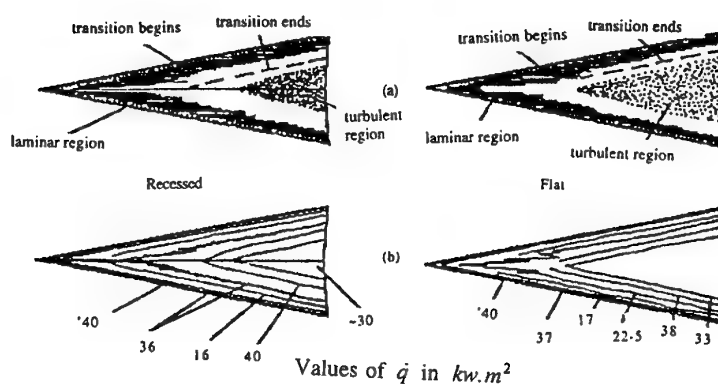 transition begins
transition ends
transition begins
transition ends
(a)
laminar region
turbulent
region
laminar region
turbulent region
Recessed
Flat
(b)
~30
'40
36
16
40
'40
37
17
22·5
38
33
Values of q̇ in kw.m²